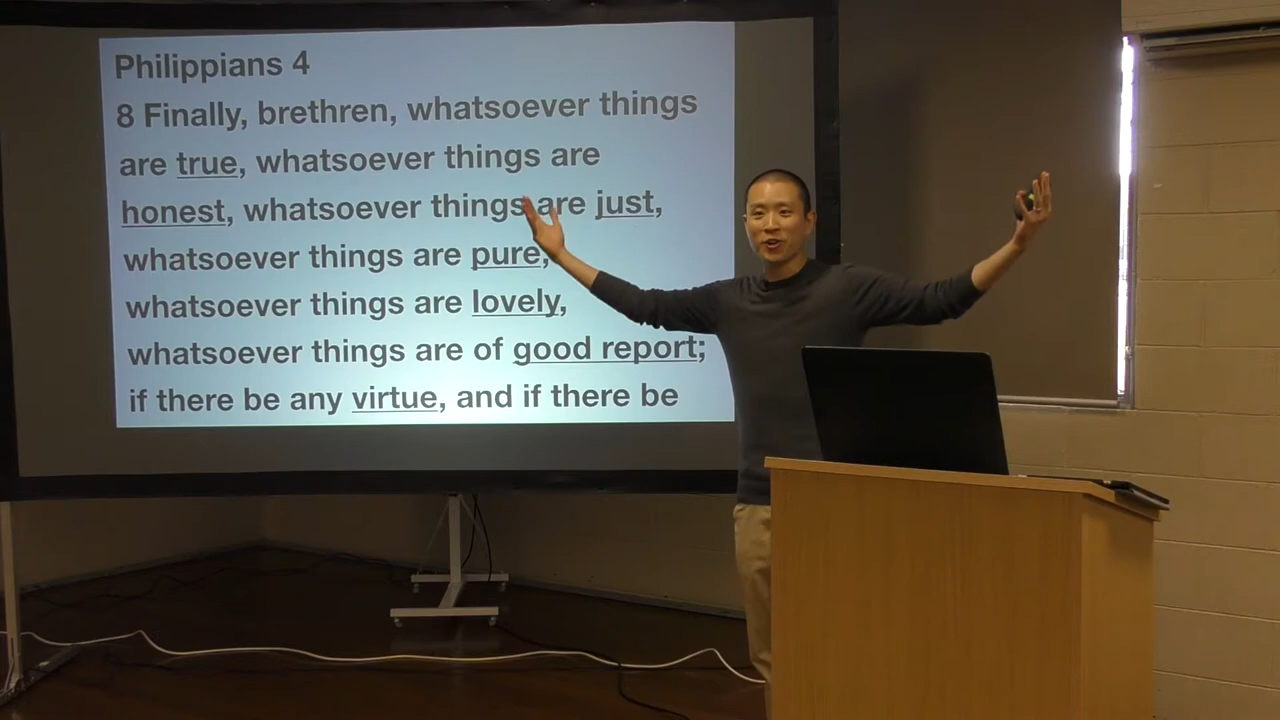 Philippians 4
8 Finally, brethren, whatsoever things
are true, whatsoever things are
honest, whatsoever things are just,
whatsoever things are pure,
whatsoever things are lovely,
whatsoever things are of good report;
if there be any virtue, and if there be